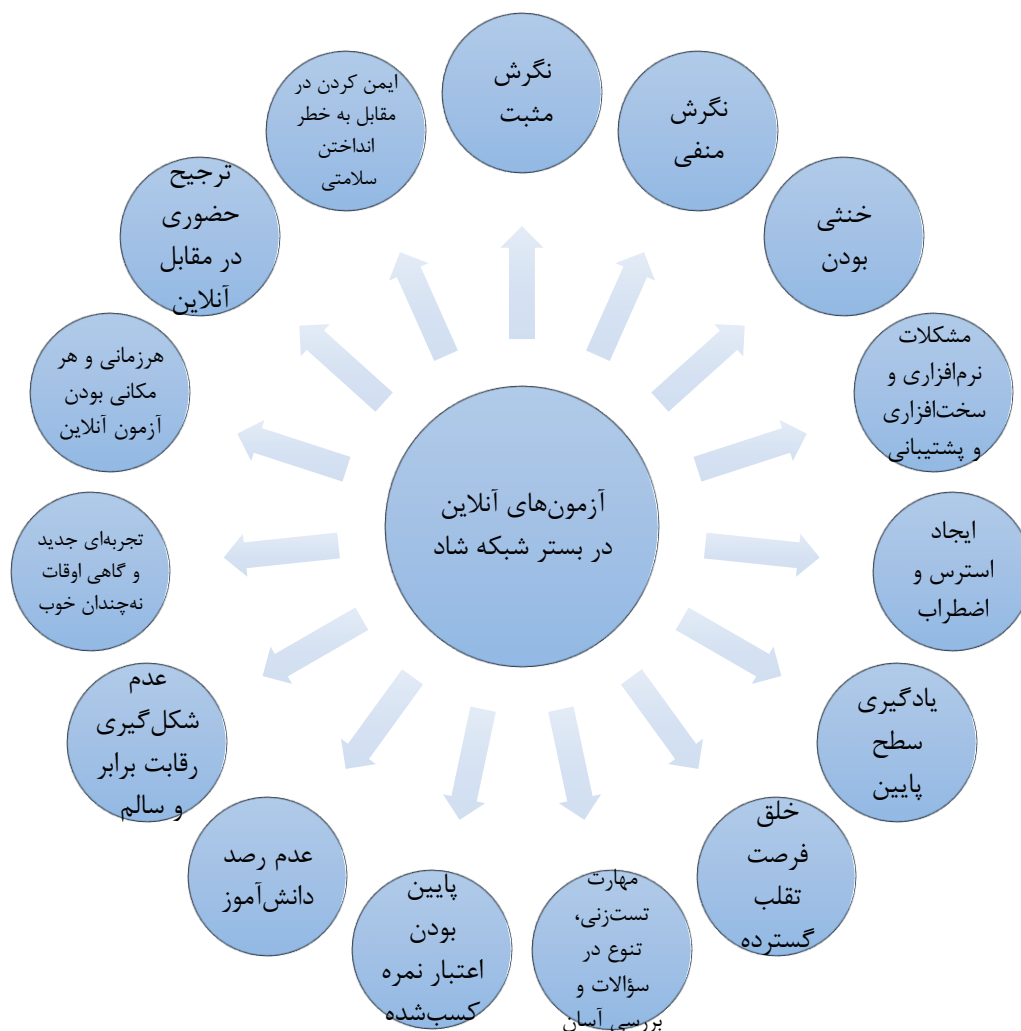 نگرش
مثبت
نگرش
منفی
خنثی
بودن
مشکلات
نرم‌افزاری و
سخت‌افزاری
و پشتیبانی
ایجاد
استرس و
اضطراب
یادگیری
سطح
پایین
خلق
فرصت
تقلب
گسترده
مهارت
تست‌زنی،
تنوع در
سؤالات و
بررسی آسان
پایین
بودن
اعتبار نمره
کسب‌شده
عدم رصد
دانش‌آموز
عدم
شکل‌گیری
رقابت برابر
و سالم
تجربه‌ای جدید
و گاهی اوقات
نه‌چندان خوب
هرزمانی و هر
مکانی بودن
آزمون آنلاین
ترجیح
حضوری
در مقابل
آنلاین
ایمن کردن در
مقابل به خطر
انداختن
سلامتی
آزمون‌های آنلاین
در بستر شبکه شاد